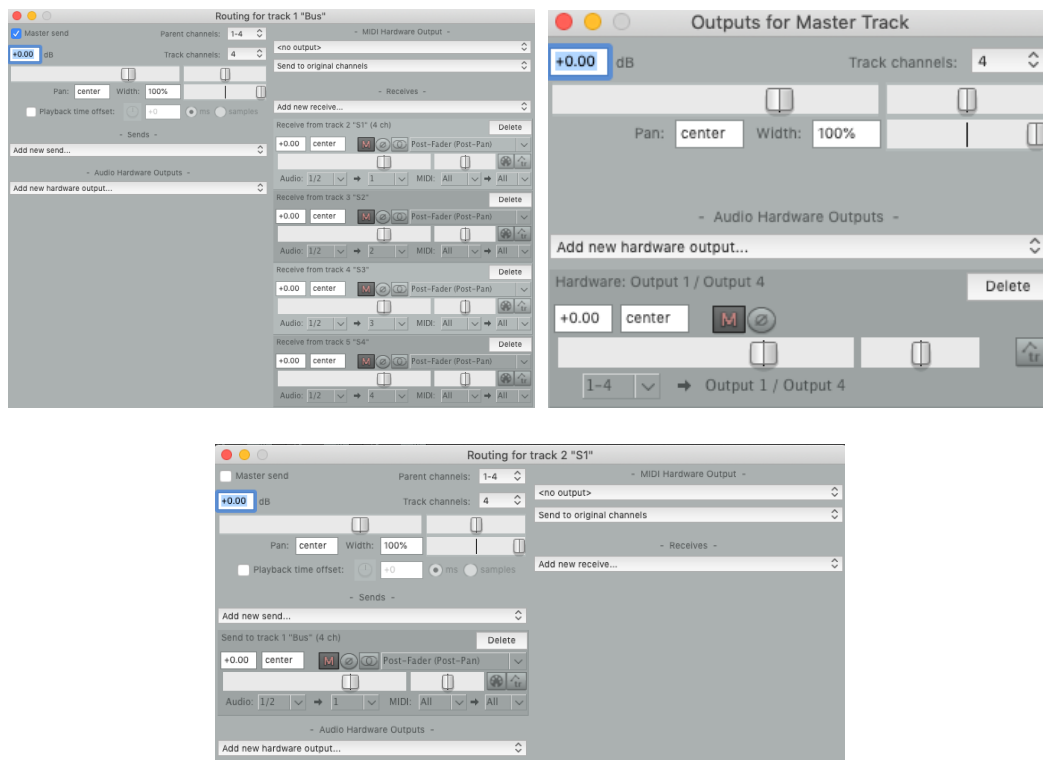 Routing for track 1 "Bus"
Master send
Parent channels: 1-4
+0.00 dB
Track channels: 4
Pan: center Width: 100%
Playback time offset: +0 ms samples
- Sends -
Add new send...
- Audio Hardware Outputs -
Add new hardware output...
- MIDI Hardware Output -
<no output>
Send to original channels
- Receives -
Add new receive...
Receive from track 2 "S1" (4 ch) Delete
+0.00 center M Post-Fader (Post-Pan)
tr
Audio: 1/2 → 1 MIDI: All → All
Receive from track 3 "S2" Delete
+0.00 center M Post-Fader (Post-Pan)
tr
Audio: 1/2 → 2 MIDI: All → All
Receive from track 4 "S3" Delete
+0.00 center M Post-Fader (Post-Pan)
tr
Audio: 1/2 → 3 MIDI: All → All
Receive from track 5 "S4" Delete
+0.00 center M Post-Fader (Post-Pan)
tr
Audio: 1/2 → 4 MIDI: All → All
Outputs for Master Track
+0.00 dB Track channels: 4
Pan: center Width: 100%
- Audio Hardware Outputs -
Add new hardware output...
Hardware: Output 1 / Output 4 Delete
+0.00 center M
tr
1-4 → Output 1 / Output 4
Routing for track 2 "S1"
Master send Parent channels: 1-4
+0.00 dB Track channels: 4
Pan: center Width: 100%
Playback time offset: +0 ms samples
- Sends -
Add new send...
Send to track 1 "Bus" (4 ch) Delete
+0.00 center M Post-Fader (Post-Pan)
tr
Audio: 1/2 → 1 MIDI: All → All
- Audio Hardware Outputs -
Add new hardware output...
- MIDI Hardware Output -
<no output>
Send to original channels
- Receives -
Add new receive...